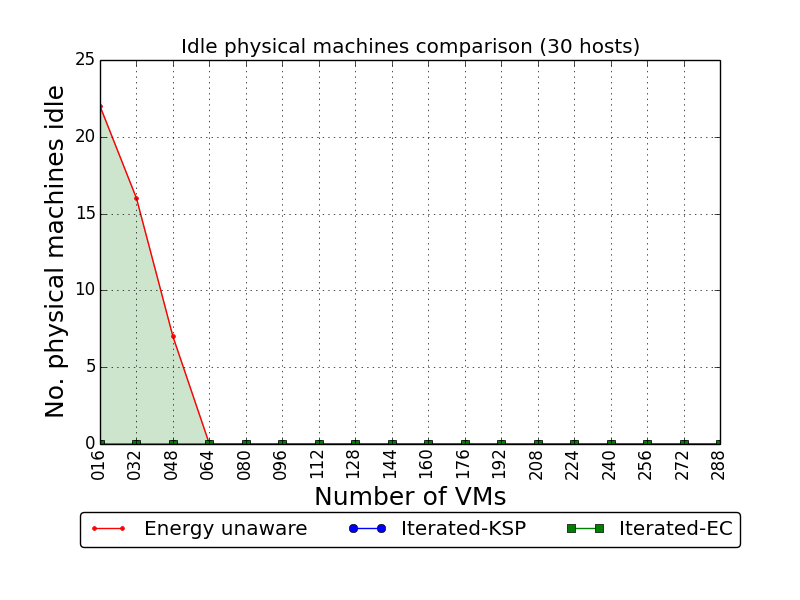 Idle physical machines comparison (30 hosts)
No. physical machines idle
25
20
15
10
5
0
016 032 048 064 080 096 112 128 144 160 176 192 208 224 240 256 272 288
Number of VMs
Energy unaware Iterated-KSP Iterated-EC